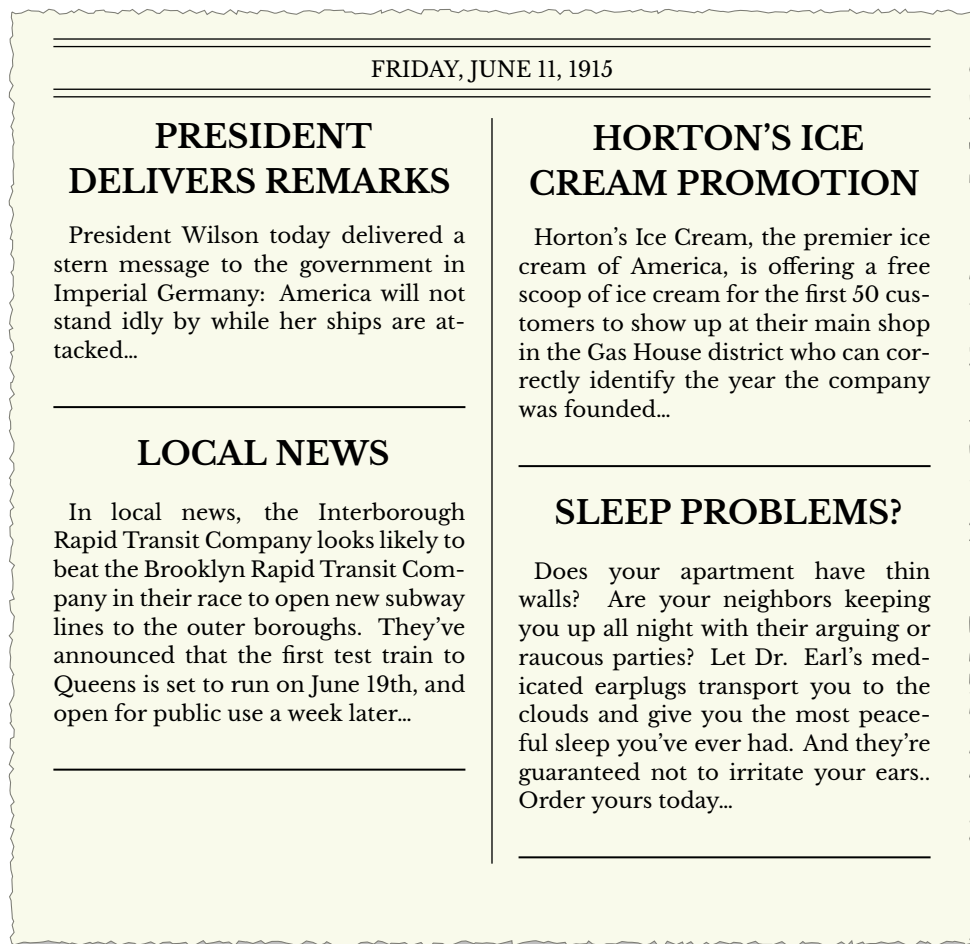 FRIDAY, JUNE 11, 1915
PRESIDENT
DELIVERS REMARKS
President Wilson today delivered a
stern message to the government in
Imperial Germany: America will not
stand idly by while her ships are at-
tacked…
LOCAL NEWS
In local news, the Interborough
Rapid Transit Company looks likely to
beat the Brooklyn Rapid Transit Com-
pany in their race to open new subway
lines to the outer boroughs. They’ve
announced that the first test train to
Queens is set to run on June 19th, and
open for public use a week later…
HORTON’S ICE
CREAM PROMOTION
Horton’s Ice Cream, the premier ice
cream of America, is offering a free
scoop of ice cream for the first 50 cus-
tomers to show up at their main shop
in the Gas House district who can cor-
rectly identify the year the company
was founded…
SLEEP PROBLEMS?
Does your apartment have thin
walls? Are your neighbors keeping
you up all night with their arguing or
raucous parties? Let Dr. Earl’s med-
icated earplugs transport you to the
clouds and give you the most peace-
ful sleep you’ve ever had. And they’re
guaranteed not to irritate your ears..
Order yours today…